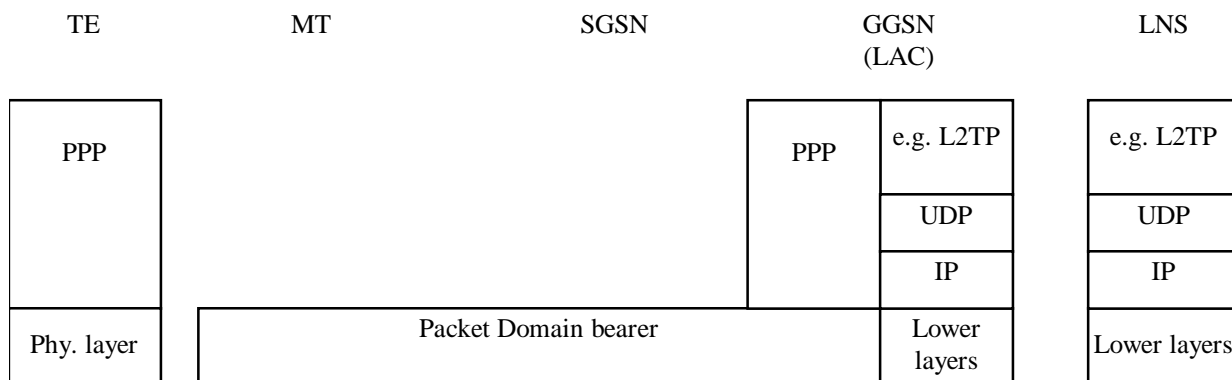 TE MT SGSN GGSN LNS
(LAC)
PPP PPP e.g. L2TP e.g. L2TP
UDP UDP
IP IP
Phy. layer Packet Domain bearer Lower layers Lower layers